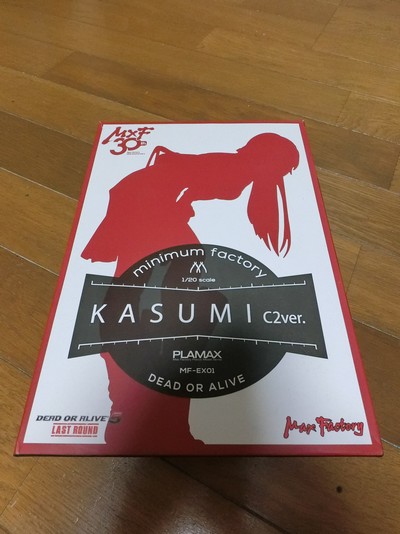 M×F
30th
minimum factory
1/20 scale
KASUMI C2ver.
PLAMAX
MF-EX01
DEAD OR ALIVE
DEAD OR ALIVE 5
LAST ROUND
Max Factory